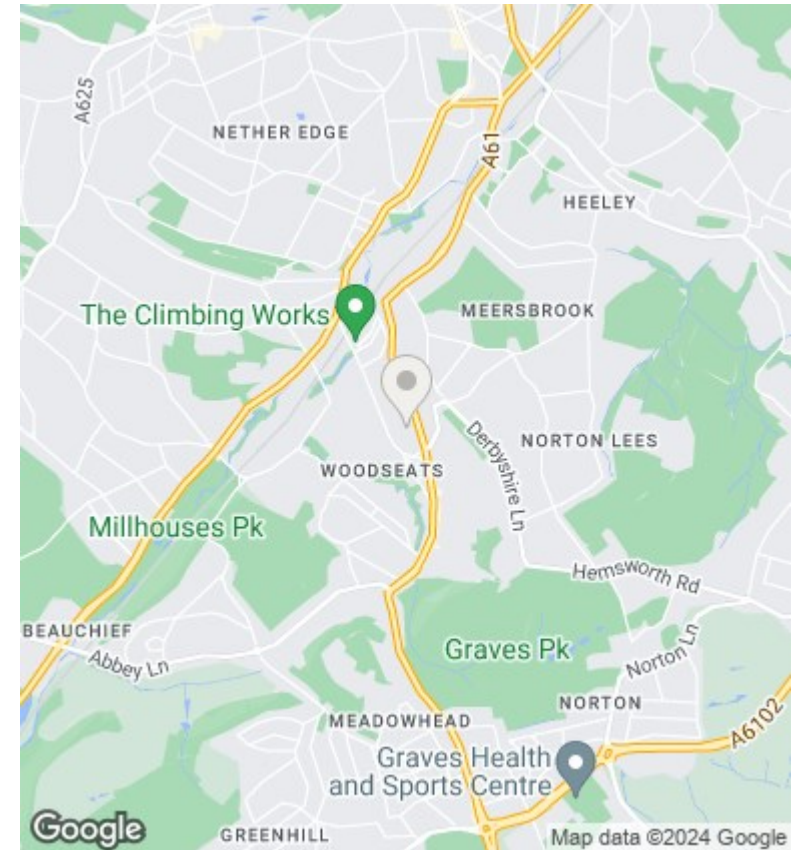 A625
NETHER EDGE
A61
HEELEY
The Climbing Works
MEERSBROOK
Derbyshire Ln
NORTON LEES
WOODSEATS
Millhouses Pk
Hemsworth Rd
BEAUCHIEF
Abbey Ln
Graves Pk
Norton Ln
NORTON
MEADOWHEAD
A6102
Graves Health
and Sports Centre
Google
GREENHILL
Map data ©2024 Google